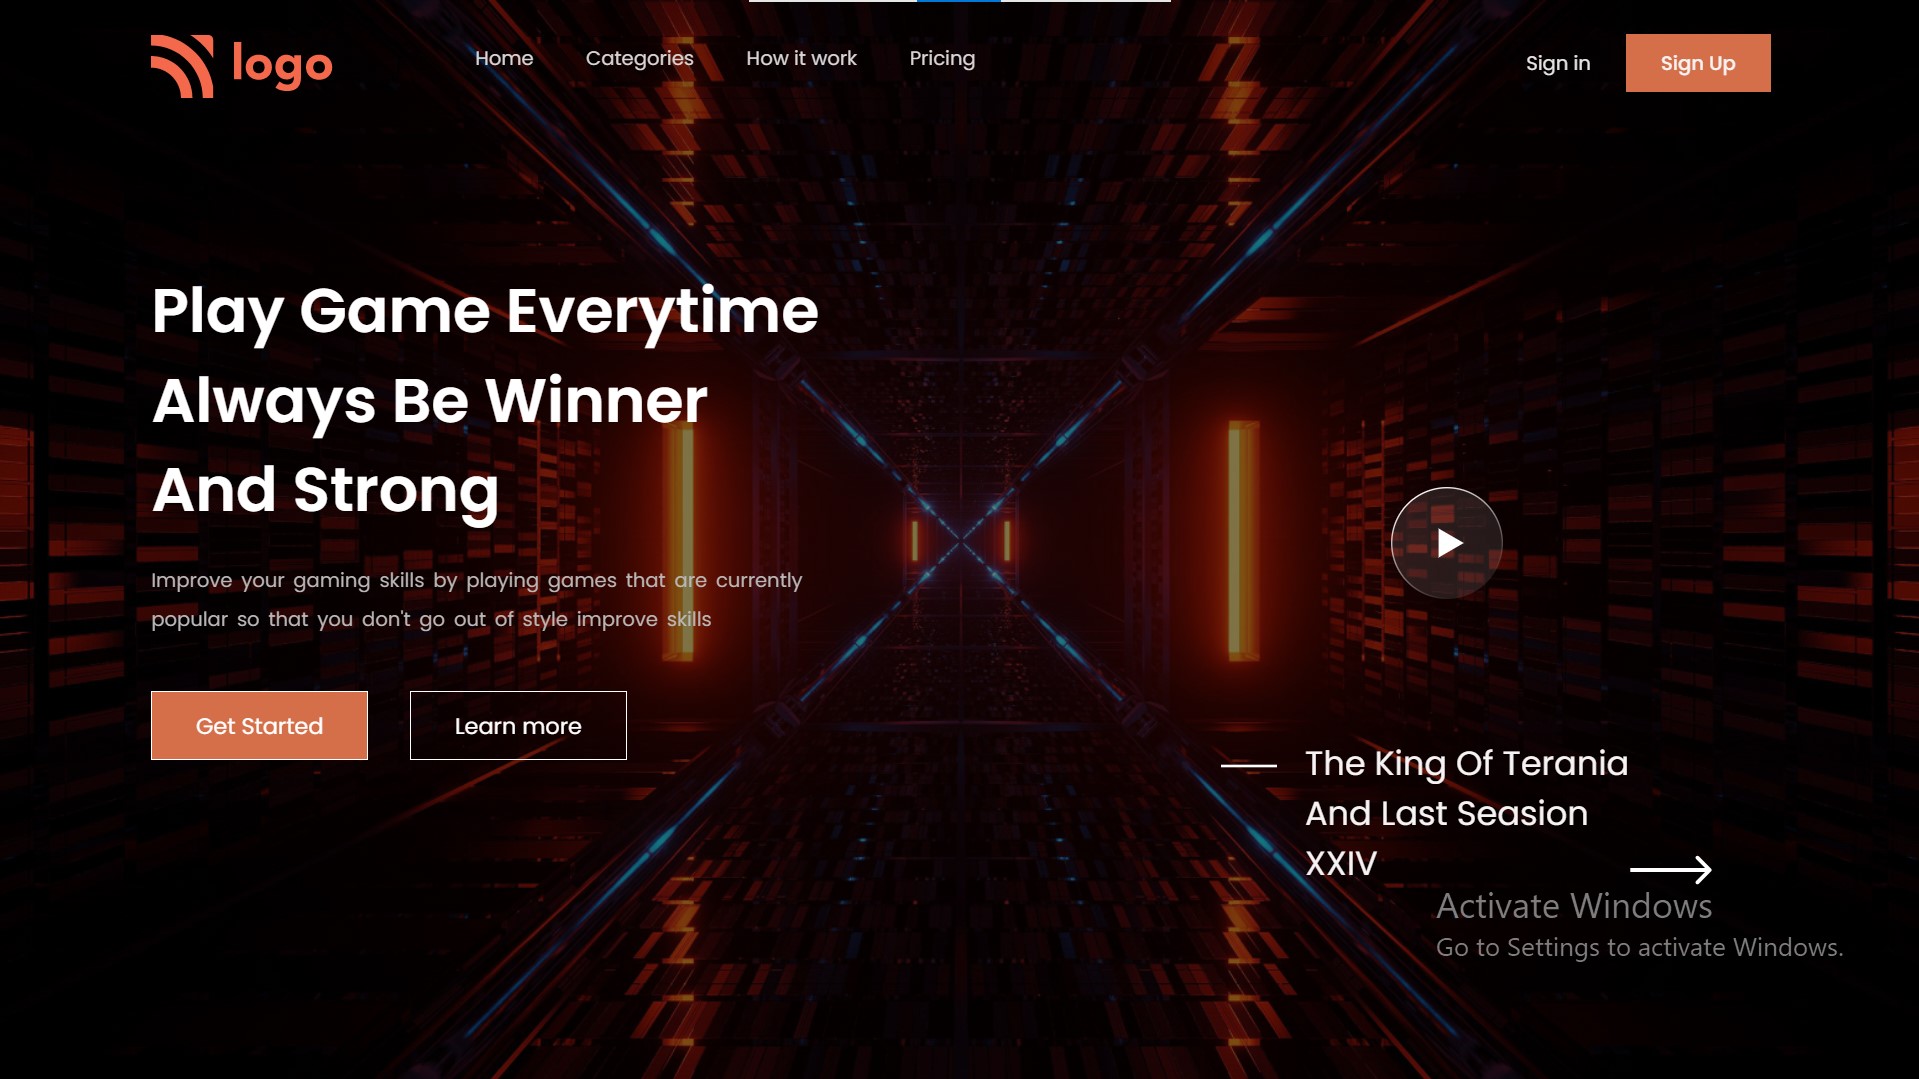 logo
Home
Categories
How it work
Pricing
Sign in
Sign Up
Play Game Everytime
Always Be Winner
And Strong
Improve your gaming skills by playing games that are currently
popular so that you don't go out of style improve skills
Get Started
Learn more
The King Of Terania
And Last Seasion
XXIV
Activate Windows
Go to Settings to activate Windows.